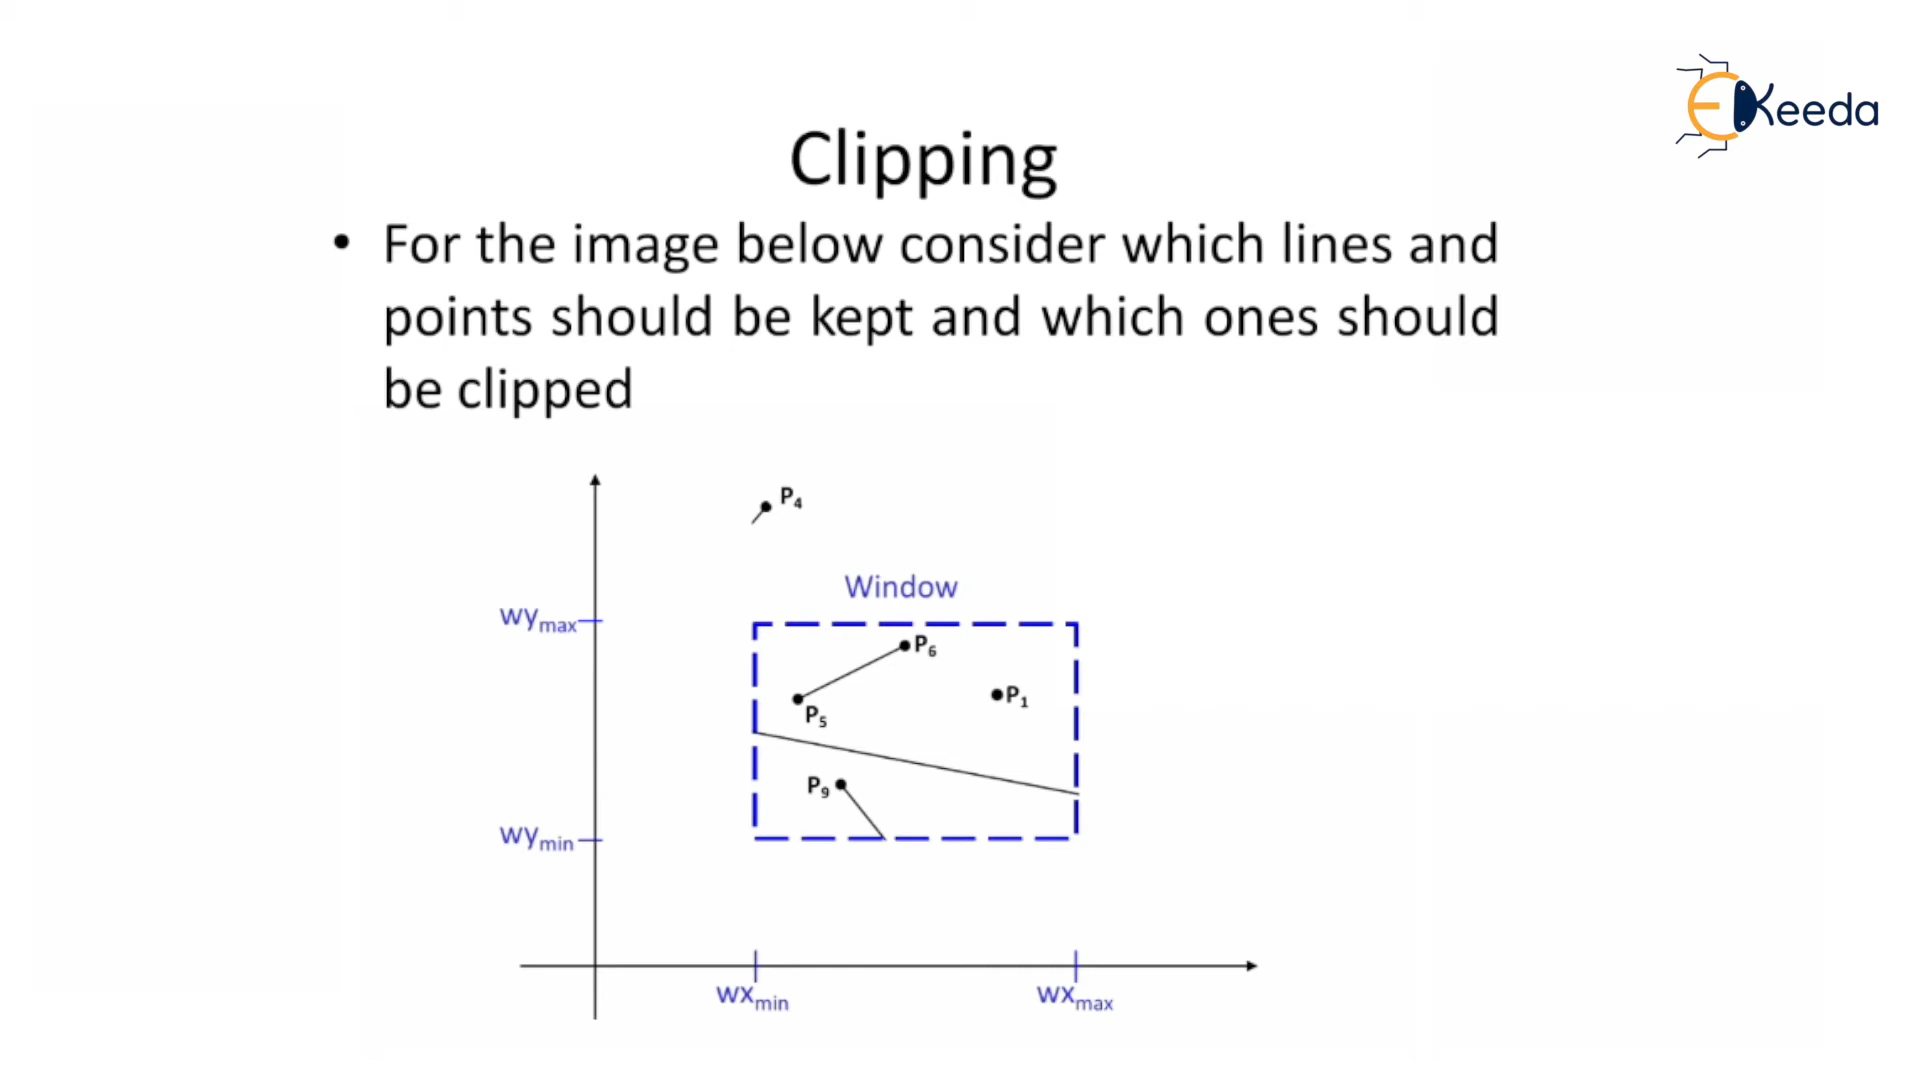 EKeeda
Clipping
• For the image below consider which lines and
points should be kept and which ones should
be clipped
P4
Window
wymax
P6
P1
P5
P9
wymin
wxmin
wxmax